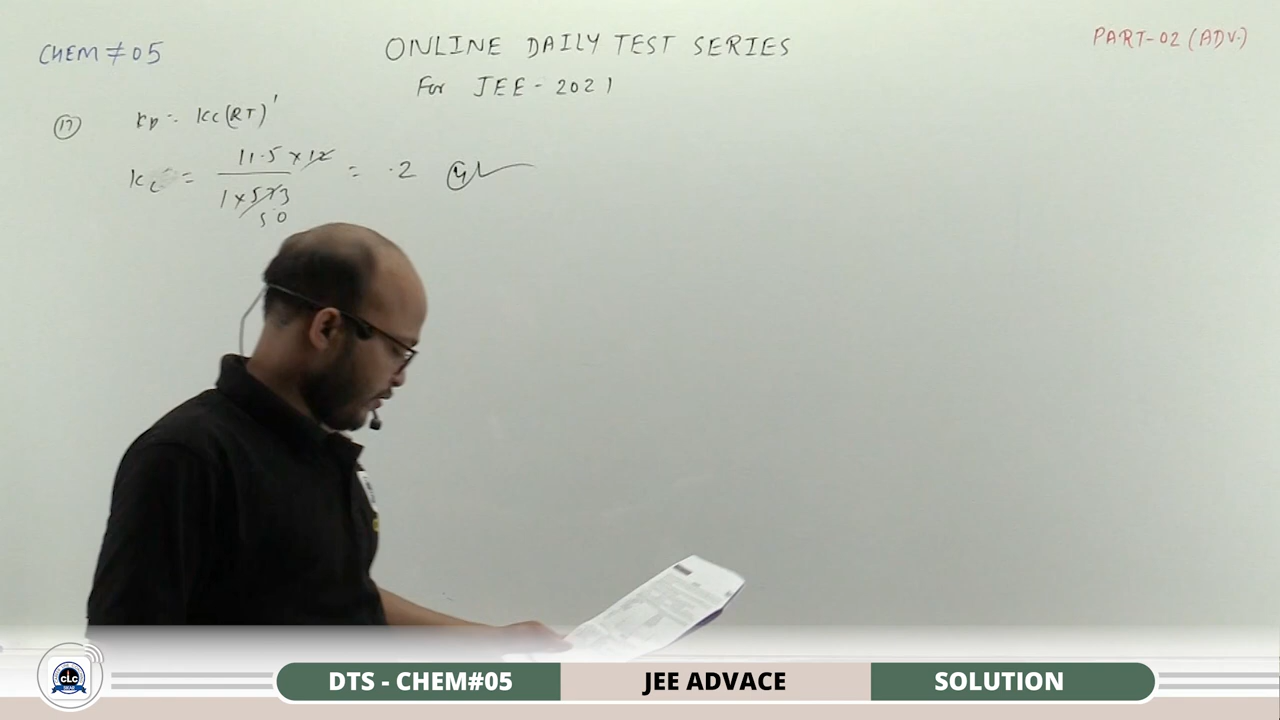 CHEM # 05
ONLINE DAILY TEST SERIES
PART-02 (ADV.)
For JEE - 2021
17 Kp = Kc(RT)'
Kc = 11.5 x 12 = .2
1 x 573
50
CLC
DTS - CHEM#05
JEE ADVACE
SOLUTION